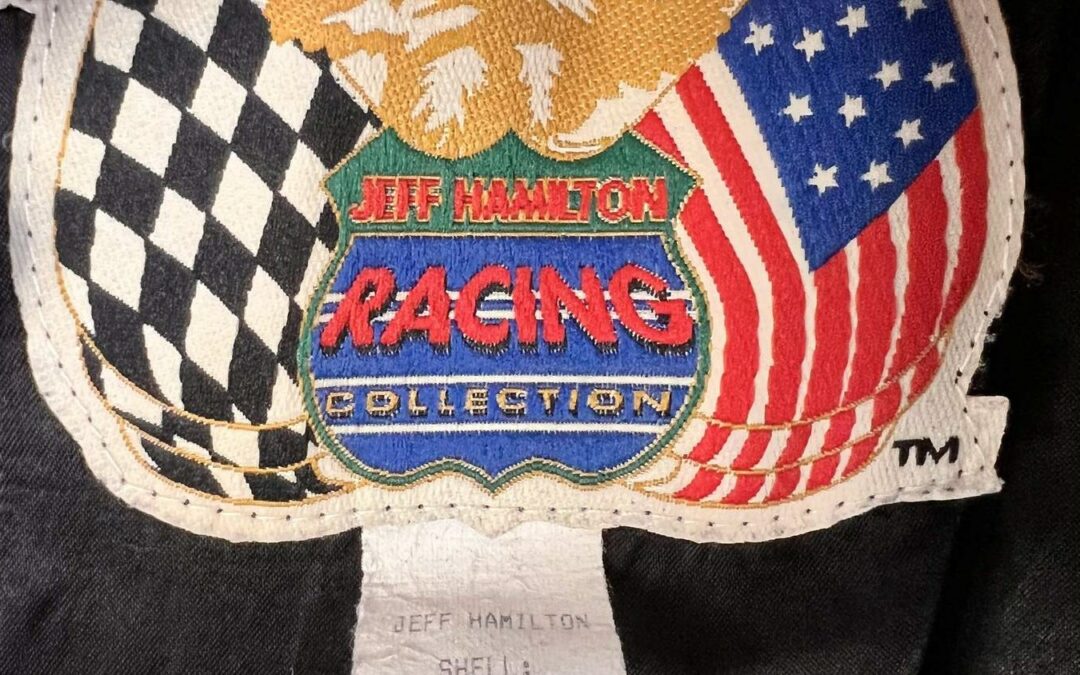 JEFF HAMILTON
RACING
COLLECTION
TM
JEFF HAMILTON
SHELL: